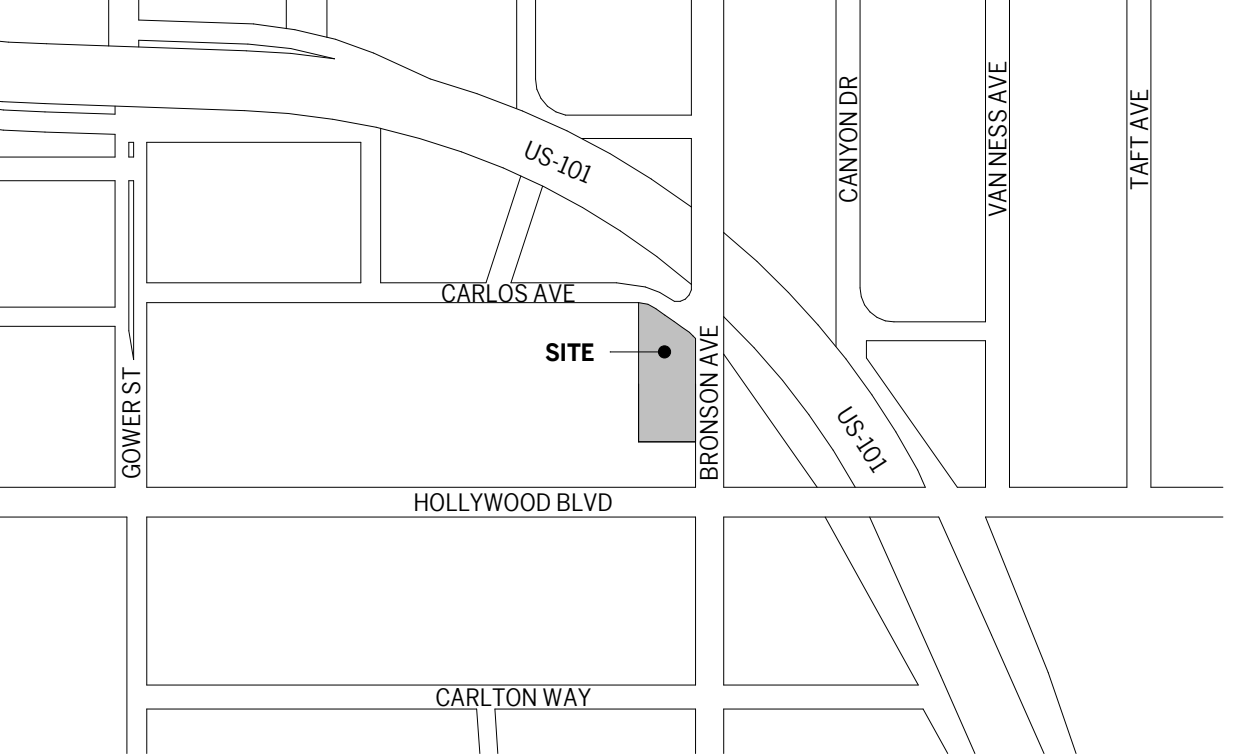 CANYON DR
VAN NESS AVE
TAFT AVE
US-101
CARLOS AVE
SITE
BRONSON AVE
GOWER ST
US-101
HOLLYWOOD BLVD
CARLTON WAY